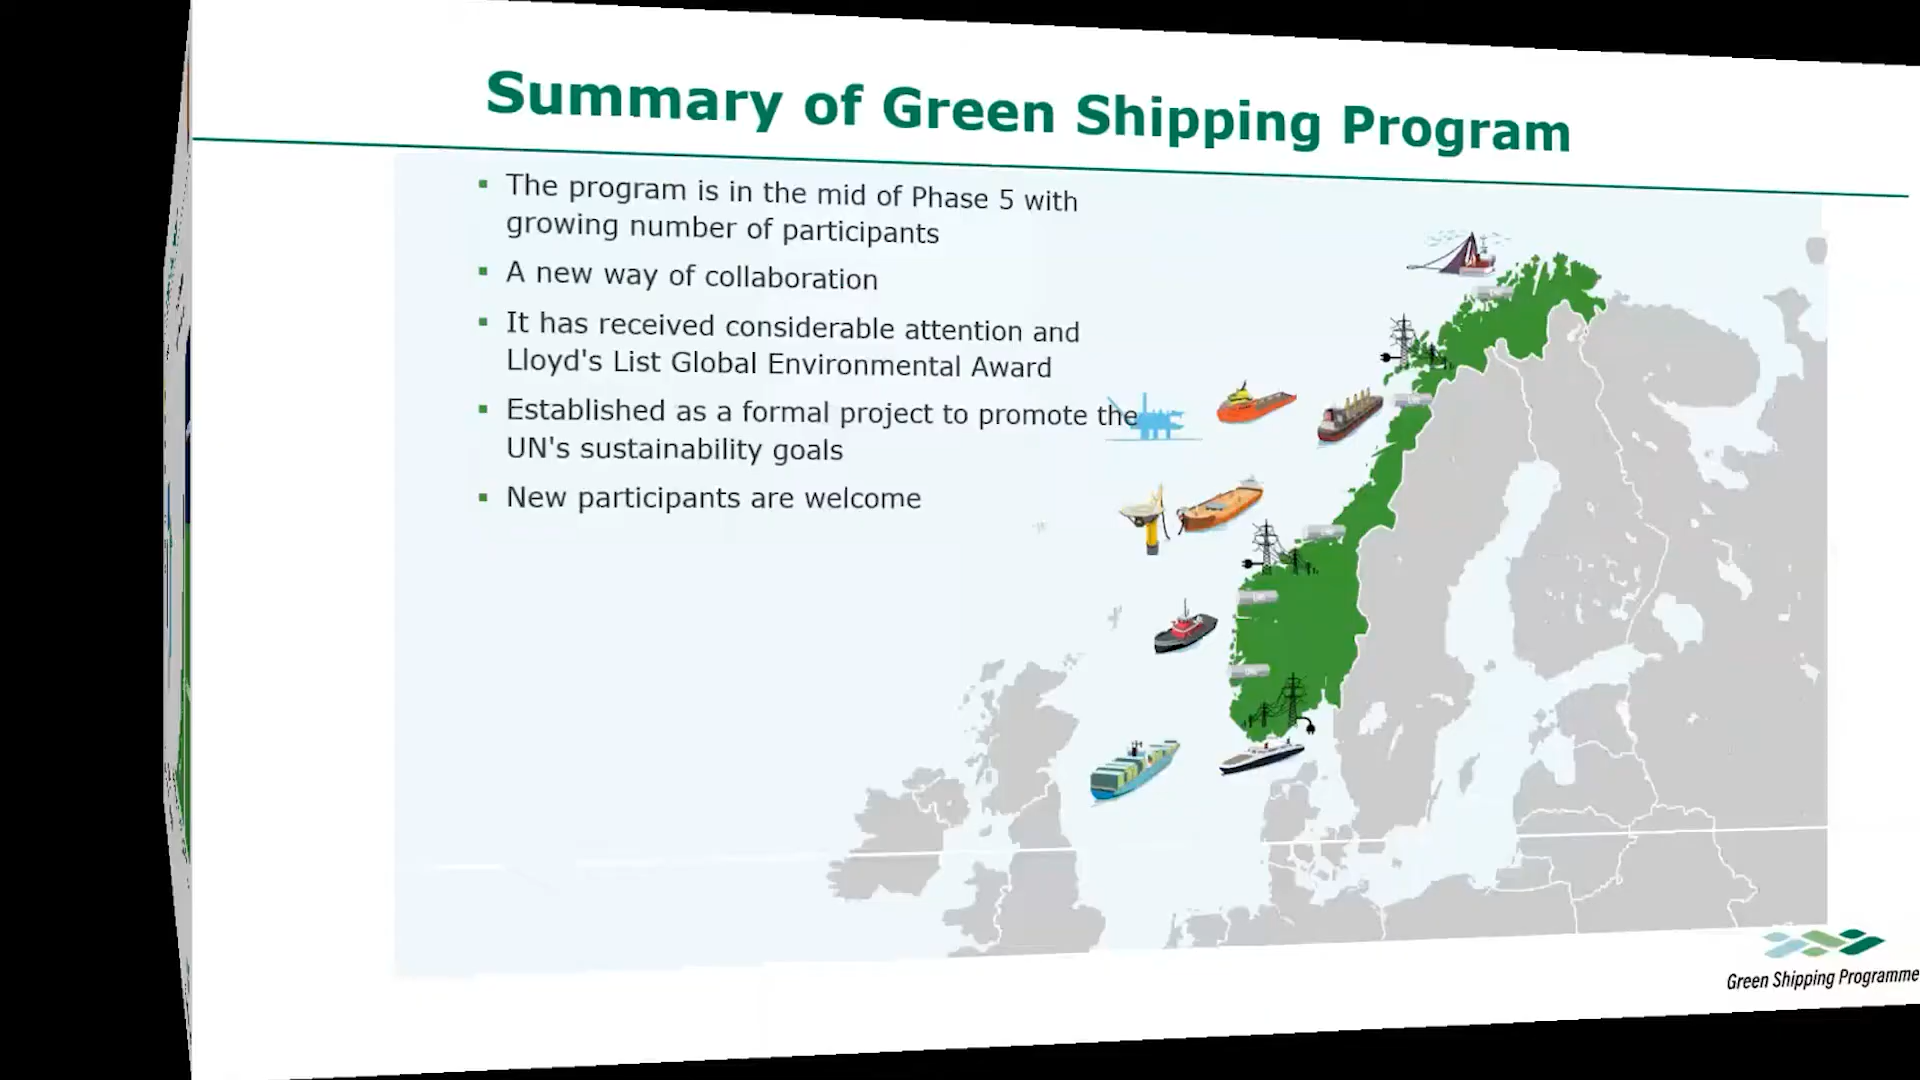 Summary of Green Shipping Program
▪ The program is in the mid of Phase 5 with
growing number of participants
▪ A new way of collaboration
▪ It has received considerable attention and
Lloyd's List Global Environmental Award
▪ Established as a formal project to promote the
UN's sustainability goals
▪ New participants are welcome
Green Shipping Programme